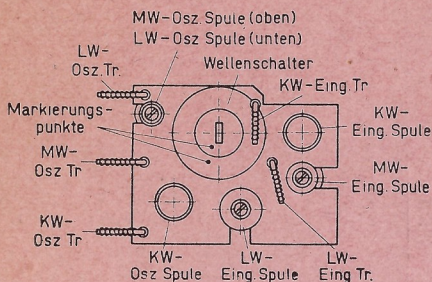 MW-Osz. Spule (oben)
LW-Osz. Spule (unten)
LW-
Osz. Tr.
Wellenschalter
KW-Eing. Tr
Markierungs-
punkte
KW-
Eing. Spule
MW-
Osz Tr
MW-
Eing. Spule
KW-
Osz Tr
KW-
Osz Spule
LW-
Eing. Spule
LW-
Eing Tr.